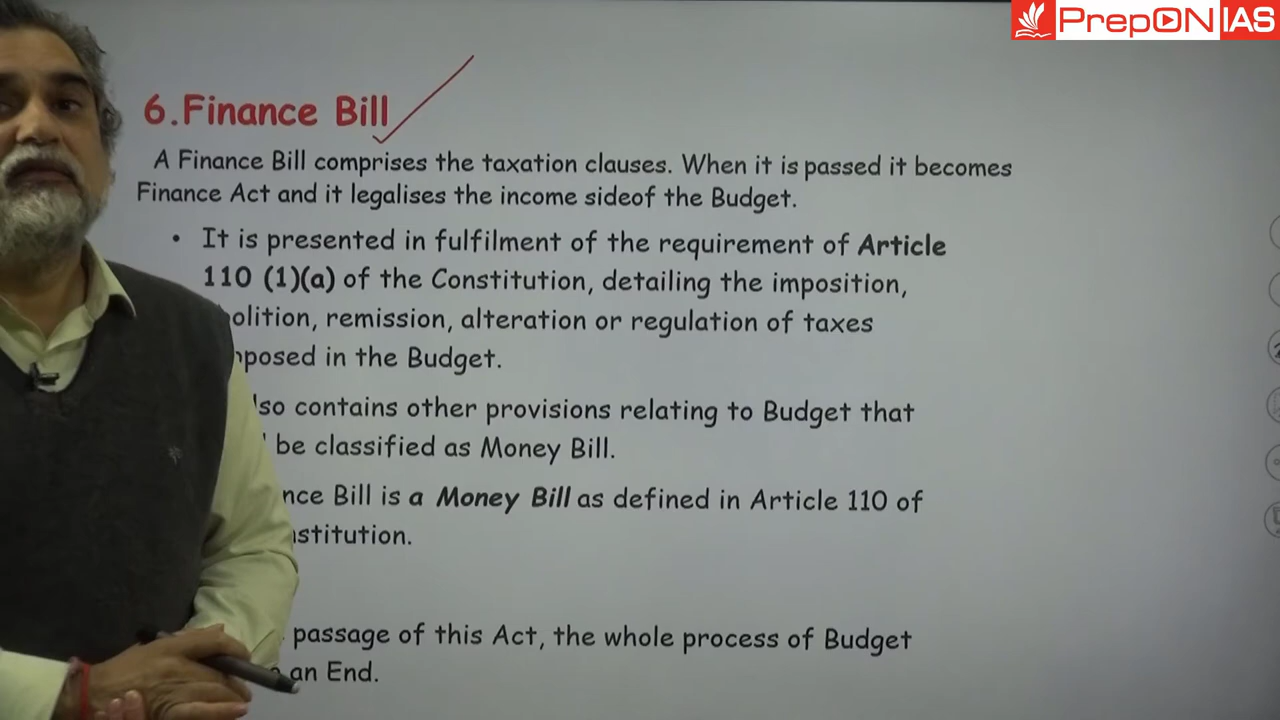 PrepON IAS
6.Finance Bill
A Finance Bill comprises the taxation clauses. When it is passed it becomes
Finance Act and it legalises the income sideof the Budget.
• It is presented in fulfilment of the requirement of Article
110 (1)(a) of the Constitution, detailing the imposition,
olition, remission, alteration or regulation of taxes
posed in the Budget.
so contains other provisions relating to Budget that
be classified as Money Bill.
nce Bill is a Money Bill as defined in Article 110 of
stitution.
passage of this Act, the whole process of Budget
an End.